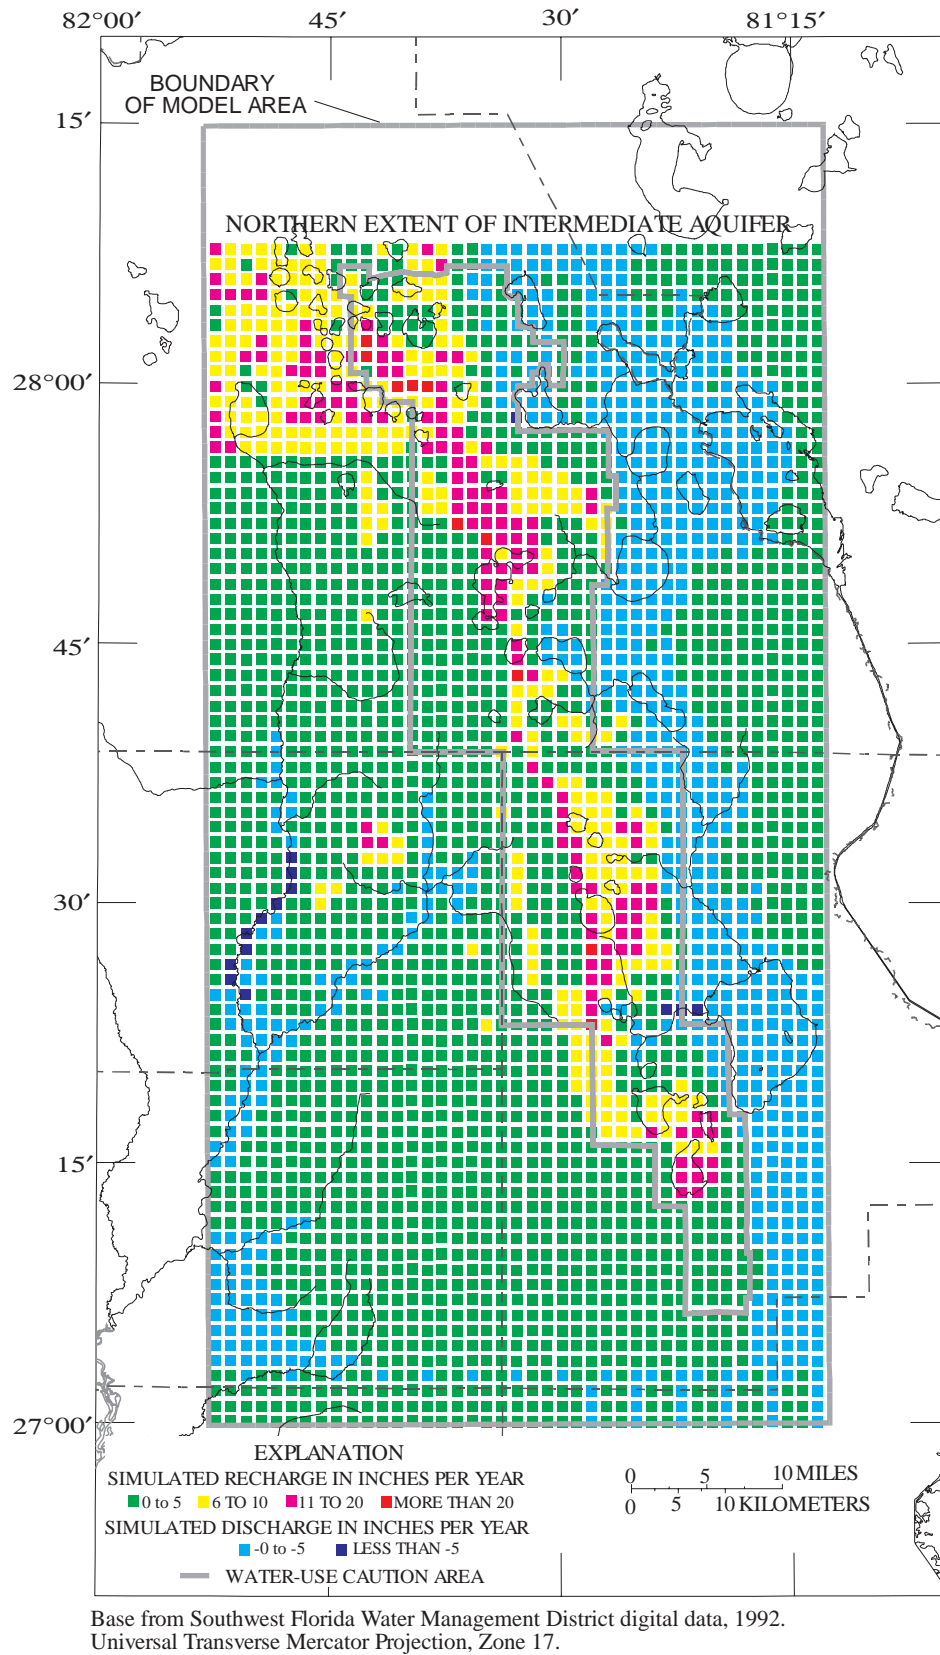 82°00′ 45′ 30′ 81°15′
BOUNDARY
OF MODEL AREA
15′
NORTHERN EXTENT OF INTERMEDIATE AQUIFER
28°00′
45′
30′
15′
27°00′
EXPLANATION
SIMULATED RECHARGE IN INCHES PER YEAR
0 to 5 6 TO 10 11 TO 20 MORE THAN 20
SIMULATED DISCHARGE IN INCHES PER YEAR
-0 to -5 LESS THAN -5
WATER-USE CAUTION AREA
0 5 10 MILES
0 5 10 KILOMETERS
Base from Southwest Florida Water Management District digital data, 1992.
Universal Transverse Mercator Projection, Zone 17.